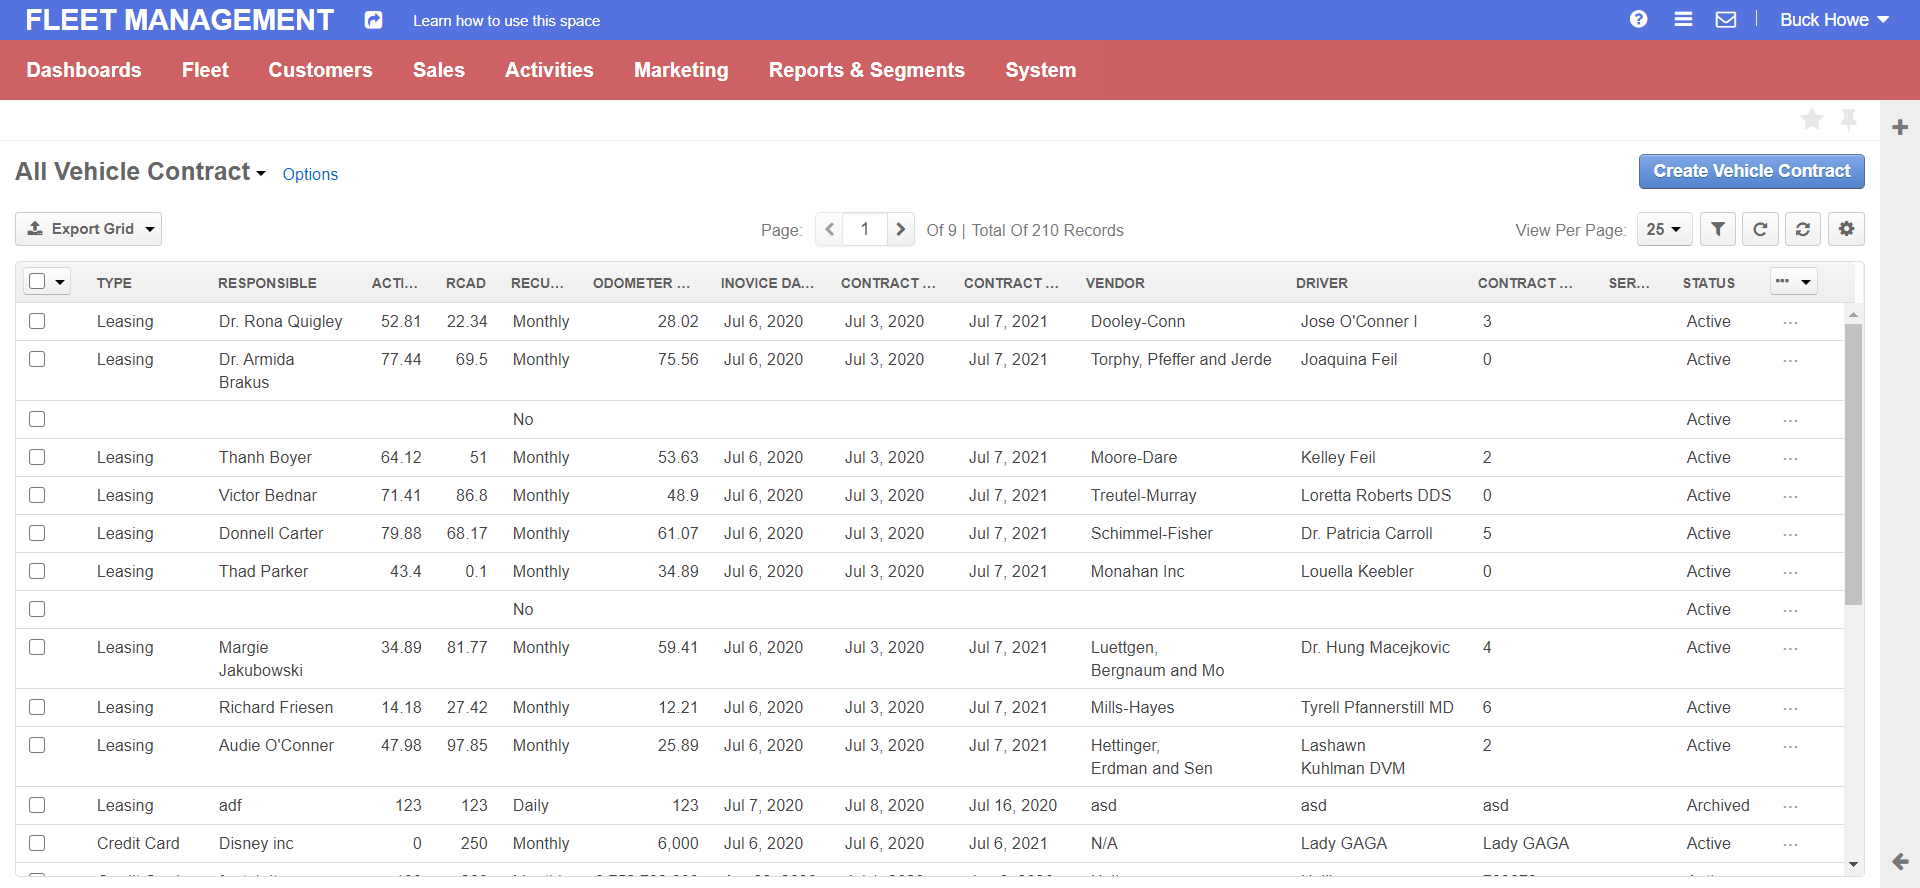 FLEET MANAGEMENT Learn how to use this space Buck Howe
Dashboards Fleet Customers Sales Activities Marketing Reports & Segments System
All Vehicle Contract Options Create Vehicle Contract
Export Grid Page: 1 Of 9 | Total Of 210 Records View Per Page: 25
TYPE RESPONSIBLE ACTI... RCAD RECU... ODOMETER ... INOVICE DA... CONTRACT ... CONTRACT ... VENDOR DRIVER CONTRACT ... SER... STATUS
Leasing Dr. Rona Quigley 52.81 22.34 Monthly 28.02 Jul 6, 2020 Jul 3, 2020 Jul 7, 2021 Dooley-Conn Jose O'Conner I 3 Active ...
Leasing Dr. Armida 77.44 69.5 Monthly 75.56 Jul 6, 2020 Jul 3, 2020 Jul 7, 2021 Torphy, Pfeffer and Jerde Joaquina Feil 0 Active ...
Brakus
No Active ...
Leasing Thanh Boyer 64.12 51 Monthly 53.63 Jul 6, 2020 Jul 3, 2020 Jul 7, 2021 Moore-Dare Kelley Feil 2 Active ...
Leasing Victor Bednar 71.41 86.8 Monthly 48.9 Jul 6, 2020 Jul 3, 2020 Jul 7, 2021 Treutel-Murray Loretta Roberts DDS 0 Active ...
Leasing Donnell Carter 79.88 68.17 Monthly 61.07 Jul 6, 2020 Jul 3, 2020 Jul 7, 2021 Schimmel-Fisher Dr. Patricia Carroll 5 Active ...
Leasing Thad Parker 43.4 0.1 Monthly 34.89 Jul 6, 2020 Jul 3, 2020 Jul 7, 2021 Monahan Inc Louella Keebler 0 Active ...
No Active ...
Leasing Margie 34.89 81.77 Monthly 59.41 Jul 6, 2020 Jul 3, 2020 Jul 7, 2021 Luettgen, Dr. Hung Macejkovic 4 Active ...
Jakubowski Bergnaum and Mo
Leasing Richard Friesen 14.18 27.42 Monthly 12.21 Jul 6, 2020 Jul 3, 2020 Jul 7, 2021 Mills-Hayes Tyrell Pfannerstill MD 6 Active ...
Leasing Audie O'Conner 47.98 97.85 Monthly 25.89 Jul 6, 2020 Jul 3, 2020 Jul 7, 2021 Hettinger, Lashawn 2 Active ...
Erdman and Sen Kuhlman DVM
Leasing adf 123 123 Daily 123 Jul 7, 2020 Jul 8, 2020 Jul 16, 2020 asd asd asd Archived ...
Credit Card Disney inc 0 250 Monthly 6,000 Jul 6, 2020 Jul 6, 2020 Jul 6, 2021 N/A Lady GAGA Lady GAGA Active ...